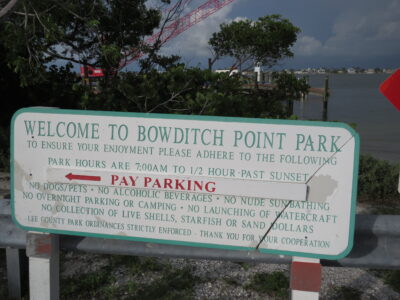 WELCOME TO BOWDITCH POINT PARK
TO ENSURE YOUR ENJOYMENT PLEASE ADHERE TO THE FOLLOWING
PARK HOURS ARE 7:00AM TO 1/2 HOUR PAST SUNSET
PAY PARKING
NO DOGS/PETS • NO ALCOHOLIC BEVERAGES • NO NUDE SUNBATHING
NO OVERNIGHT PARKING OR CAMPING • NO LAUNCHING OF WATERCRAFT
NO COLLECTION OF LIVE SHELLS, STARFISH OR SAND DOLLARS
LEE COUNTY PARK ORDINANCES STRICTLY ENFORCED - THANK YOU FOR YOUR COOPERATION